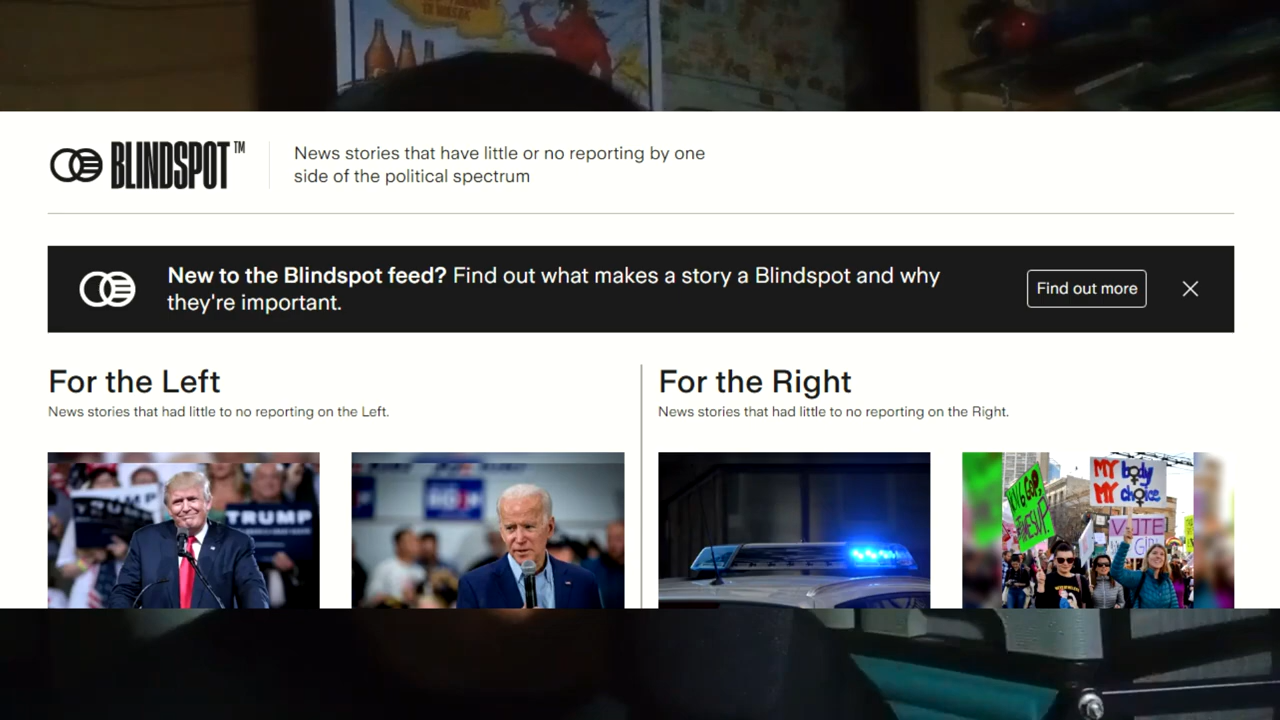 BLINDSPOT™
News stories that have little or no reporting by one
side of the political spectrum
New to the Blindspot feed? Find out what makes a story a Blindspot and why
they're important.
Find out more
For the Left
News stories that had little to no reporting on the Left.
For the Right
News stories that had little to no reporting on the Right.
TRUMP
MY body
MY choice
VOTE